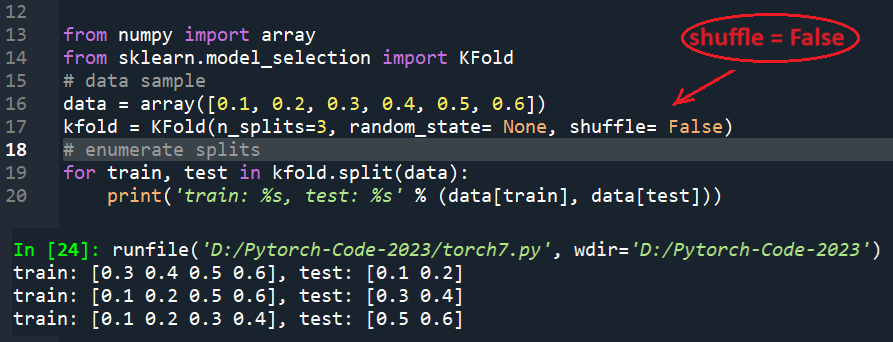 12
13 from numpy import array
14 from sklearn.model_selection import KFold
15 # data sample
16 data = array([0.1, 0.2, 0.3, 0.4, 0.5, 0.6])
17 kfold = KFold(n_splits=3, random_state= None, shuffle= False)
18 # enumerate splits
19 for train, test in kfold.split(data):
20     print('train: %s, test: %s' % (data[train], data[test]))
shuffle = False
In [24]: runfile('D:/Pytorch-Code-2023/torch7.py', wdir='D:/Pytorch-Code-2023')
train: [0.3 0.4 0.5 0.6], test: [0.1 0.2]
train: [0.1 0.2 0.5 0.6], test: [0.3 0.4]
train: [0.1 0.2 0.3 0.4], test: [0.5 0.6]